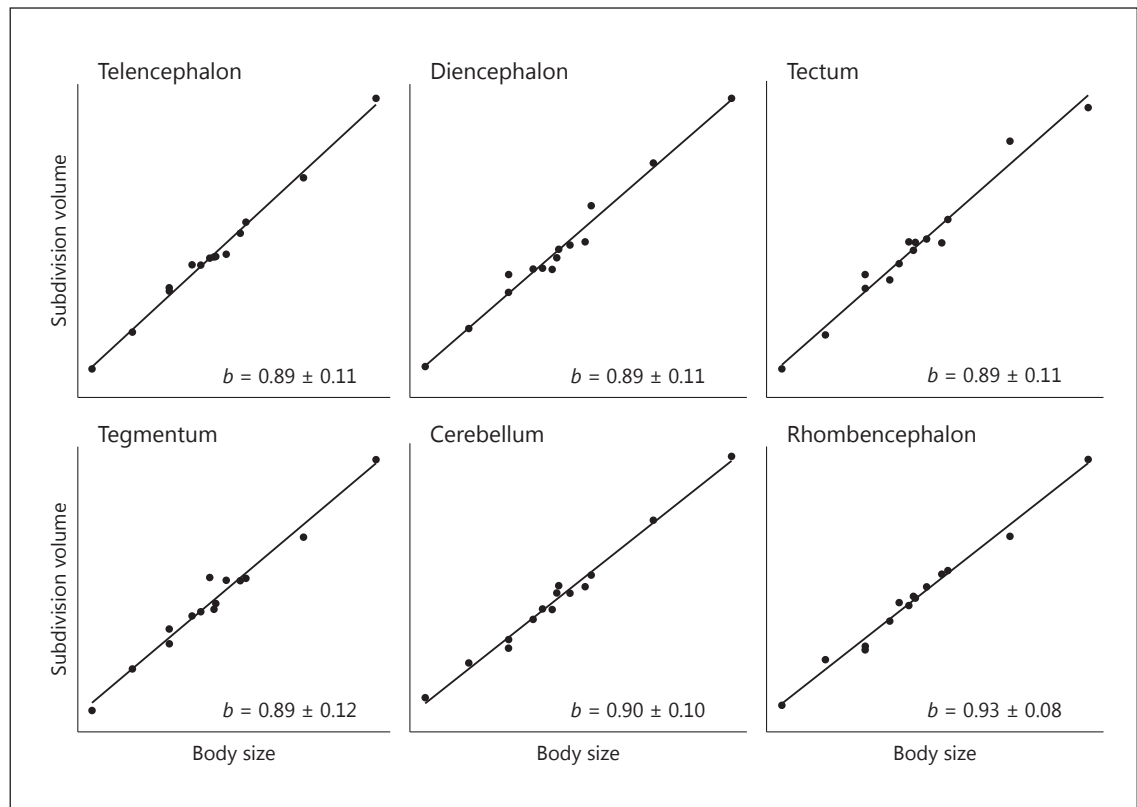 Telencephalon
Diencephalon
Tectum
Subdivision volume
b = 0.89 ± 0.11
b = 0.89 ± 0.11
b = 0.89 ± 0.11
Tegmentum
Cerebellum
Rhombencephalon
Subdivision volume
b = 0.89 ± 0.12
b = 0.90 ± 0.10
b = 0.93 ± 0.08
Body size
Body size
Body size